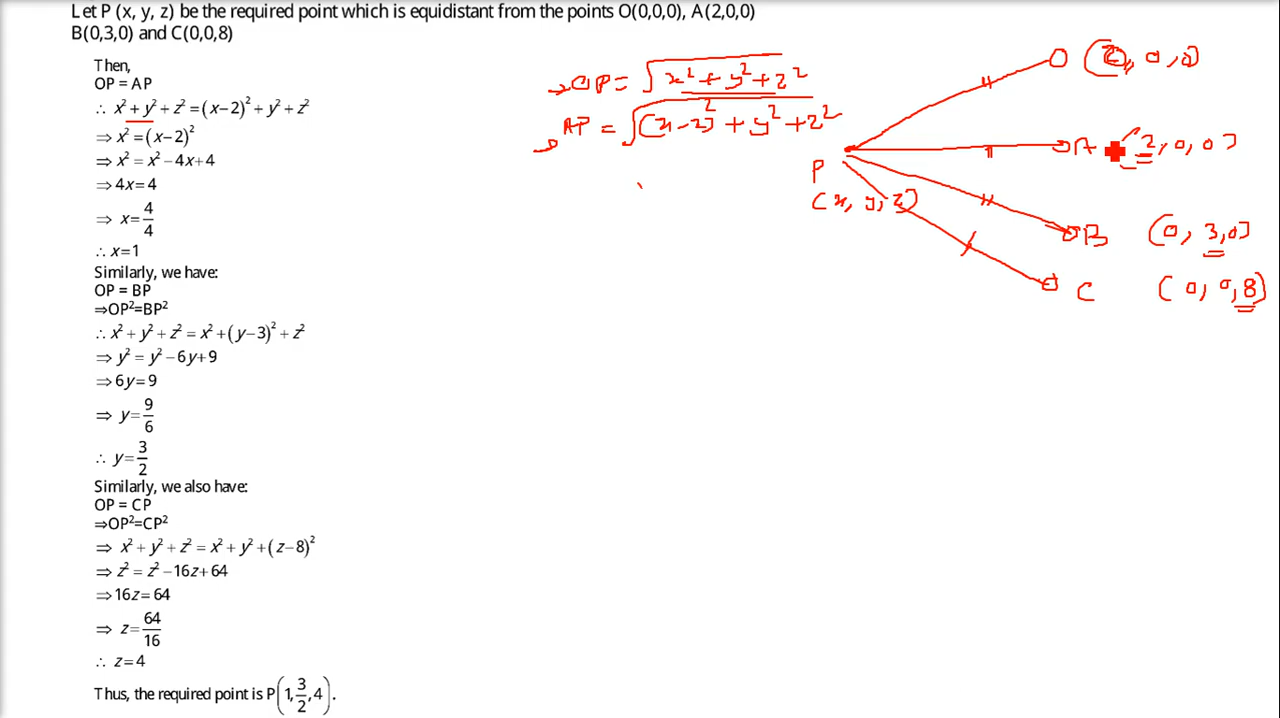 Let P (x, y, z) be the required point which is equidistant from the points O(0,0,0), A(2,0,0)
B(0,3,0) and C(0,0,8)
Then,
OP = AP
∴ x² + y² + z² = (x−2)² + y² + z²
⇒ x² = (x−2)²
⇒ x² = x² −4x+4
⇒ 4x = 4
⇒ x = 4/4
∴ x = 1
Similarly, we have:
OP = BP
⇒OP²=BP²
∴ x² + y² + z² = x² + (y−3)² + z²
⇒ y² = y² −6y+9
⇒ 6y = 9
⇒ y = 9/6
∴ y = 3/2
Similarly, we also have:
OP = CP
⇒OP²=CP²
⇒ x² + y² + z² = x² + y² + (z−8)²
⇒ z² = z² −16z+64
⇒ 16z = 64
⇒ z = 64/16
∴ z = 4
Thus, the required point is P(1, 3/2, 4).
→ OP = √x² + y² + z²
→ AP = √(x−2)² + y² + z²
P
(x, y, z)
O (0, 0, 0)
A (2, 0, 0)
B (0, 3, 0)
C (0, 0, 8)